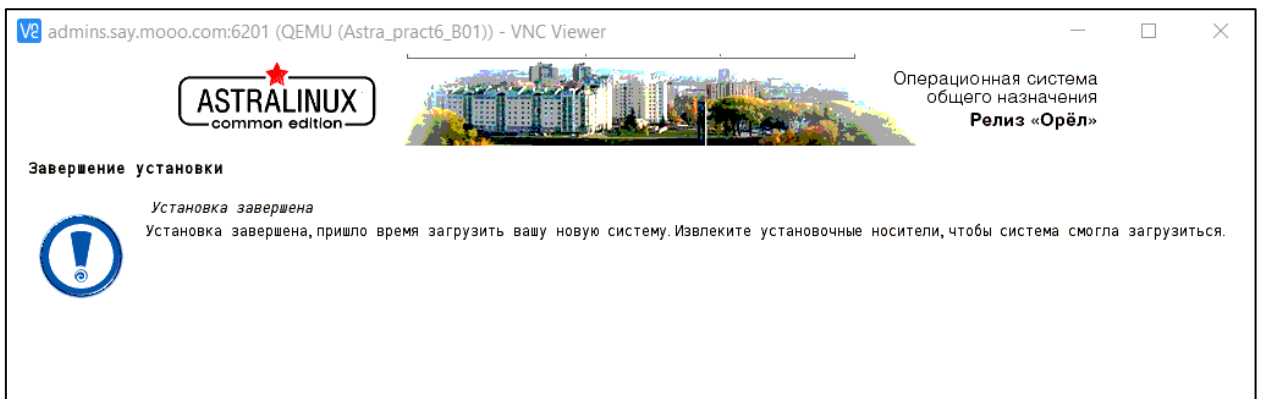 V2 admins.say.mooo.com:6201 (QEMU (Astra_pract6_B01)) - VNC Viewer
ASTRALINUX
common edition
Операционная система
общего назначения
Релиз «Орёл»
Завершение установки
Установка завершена
Установка завершена, пришло время загрузить вашу новую систему. Извлеките установочные носители, чтобы система смогла загрузиться.